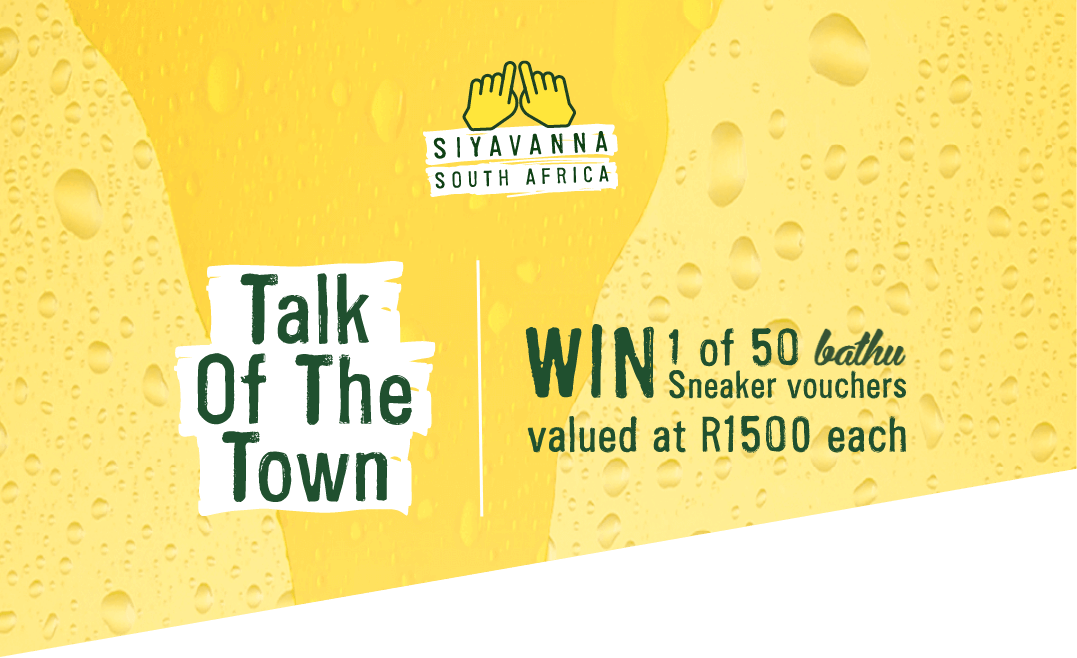 SIYAVANNA
SOUTH AFRICA
Talk
Of The
Town
WIN 1 of 50 bathu
Sneaker vouchers
valued at R1500 each